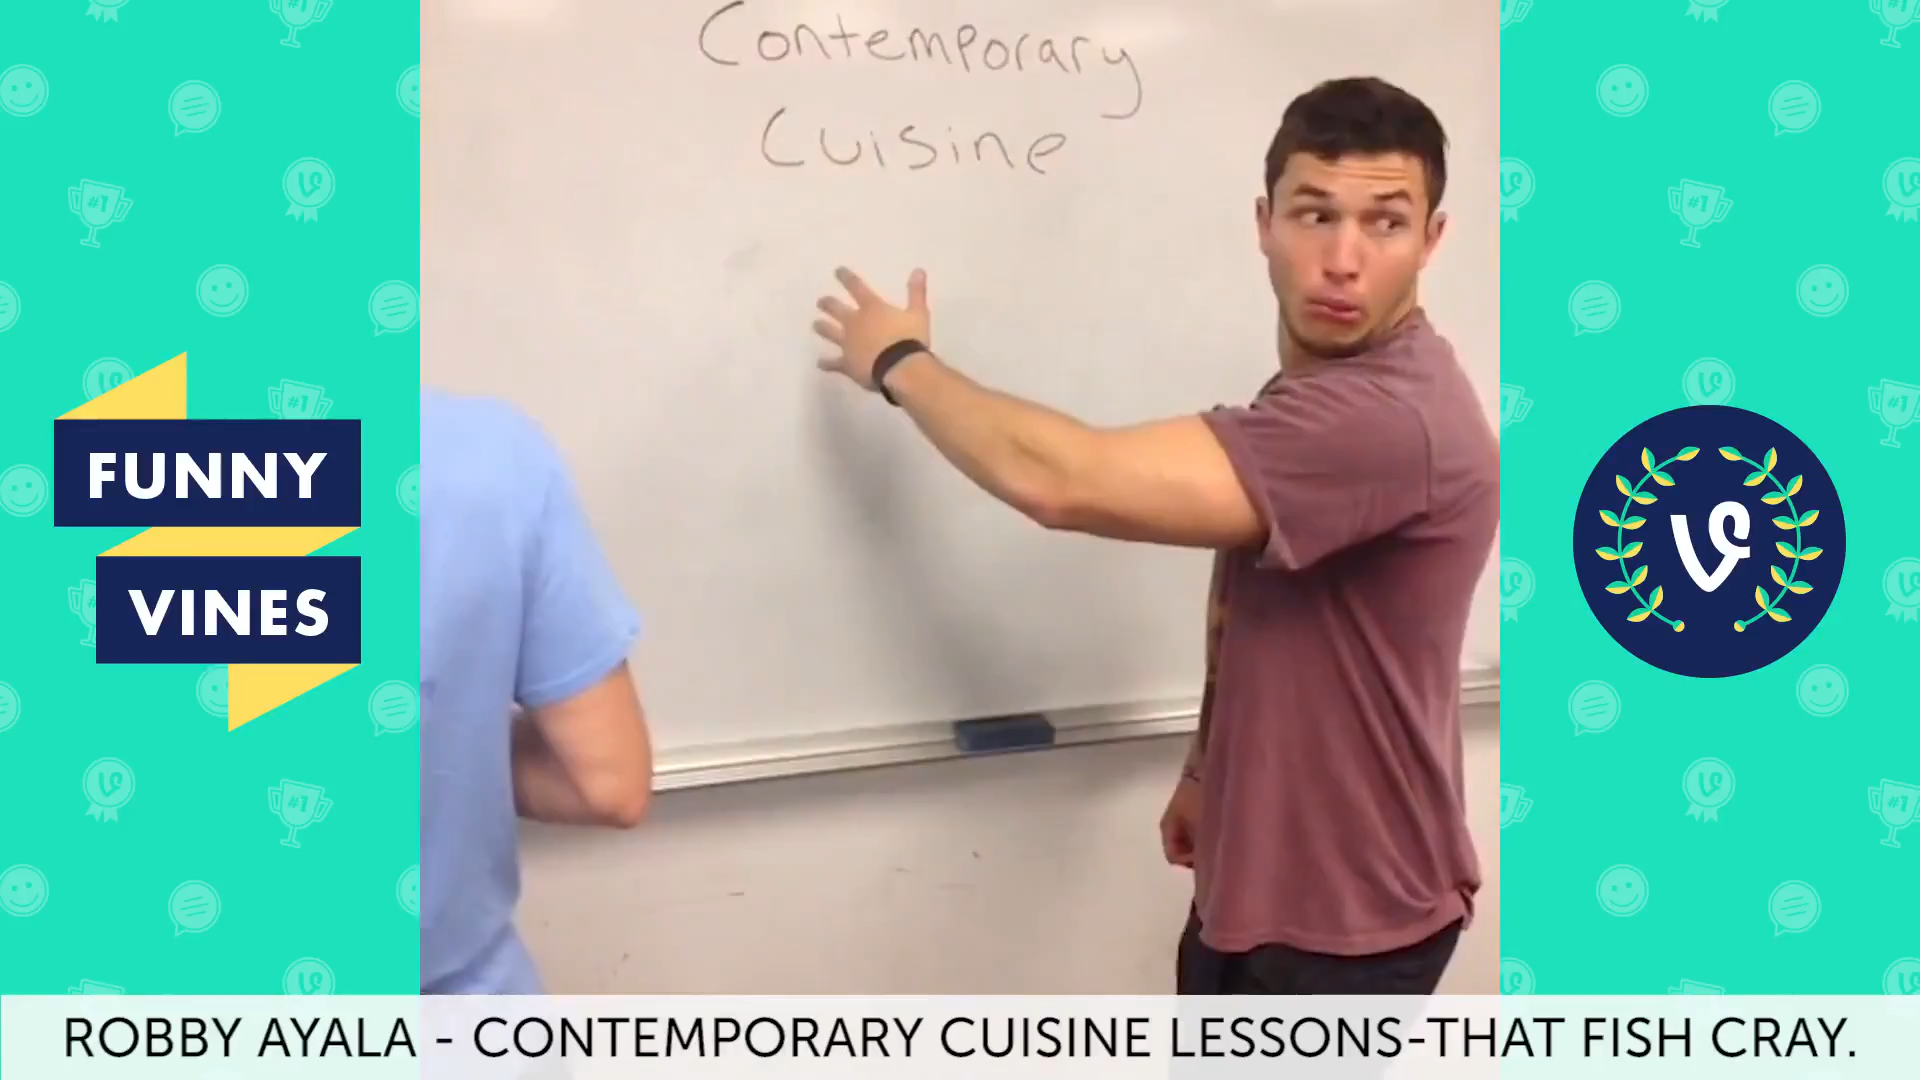 Contemporary
Cuisine
FUNNY
VINES
ROBBY AYALA - CONTEMPORARY CUISINE LESSONS-THAT FISH CRAY.